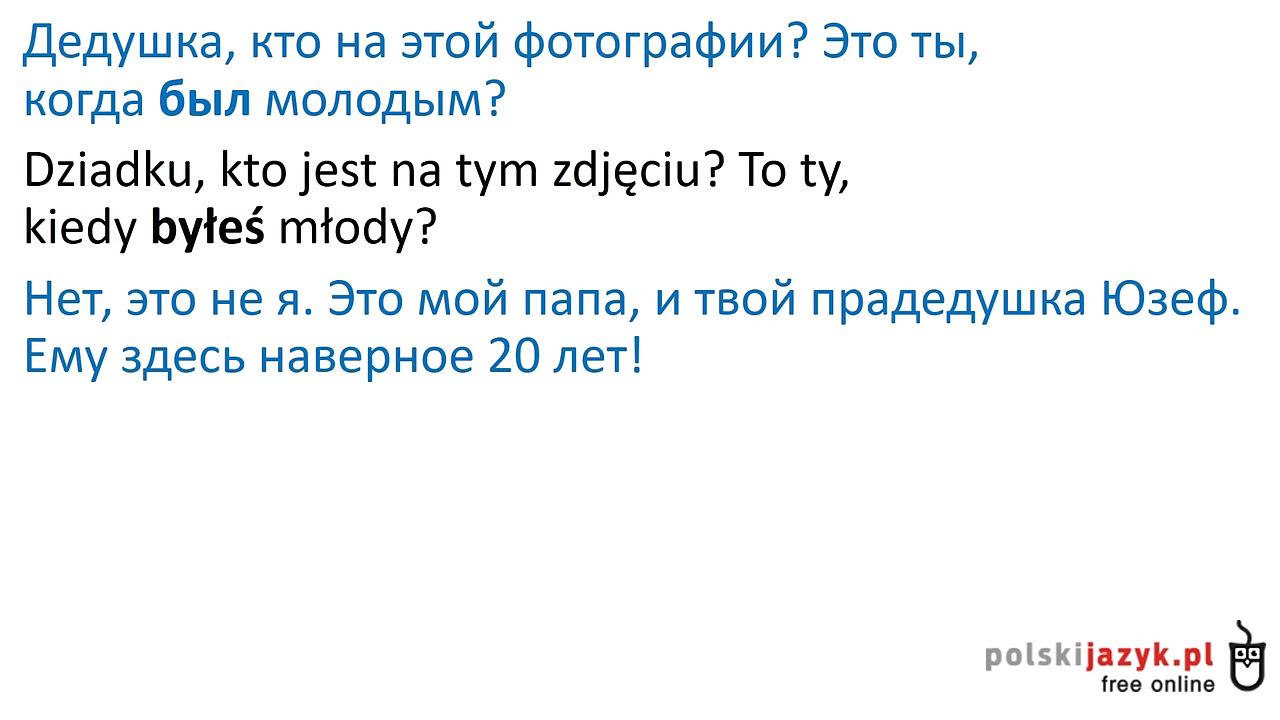 Дедушка, кто на этой фотографии? Это ты,
когда был молодым?
Dziadku, kto jest na tym zdjęciu? To ty,
kiedy byłeś młody?
Нет, это не я. Это мой папа, и твой прадедушка Юзеф.
Ему здесь наверное 20 лет!
polskijazyk.pl
free online